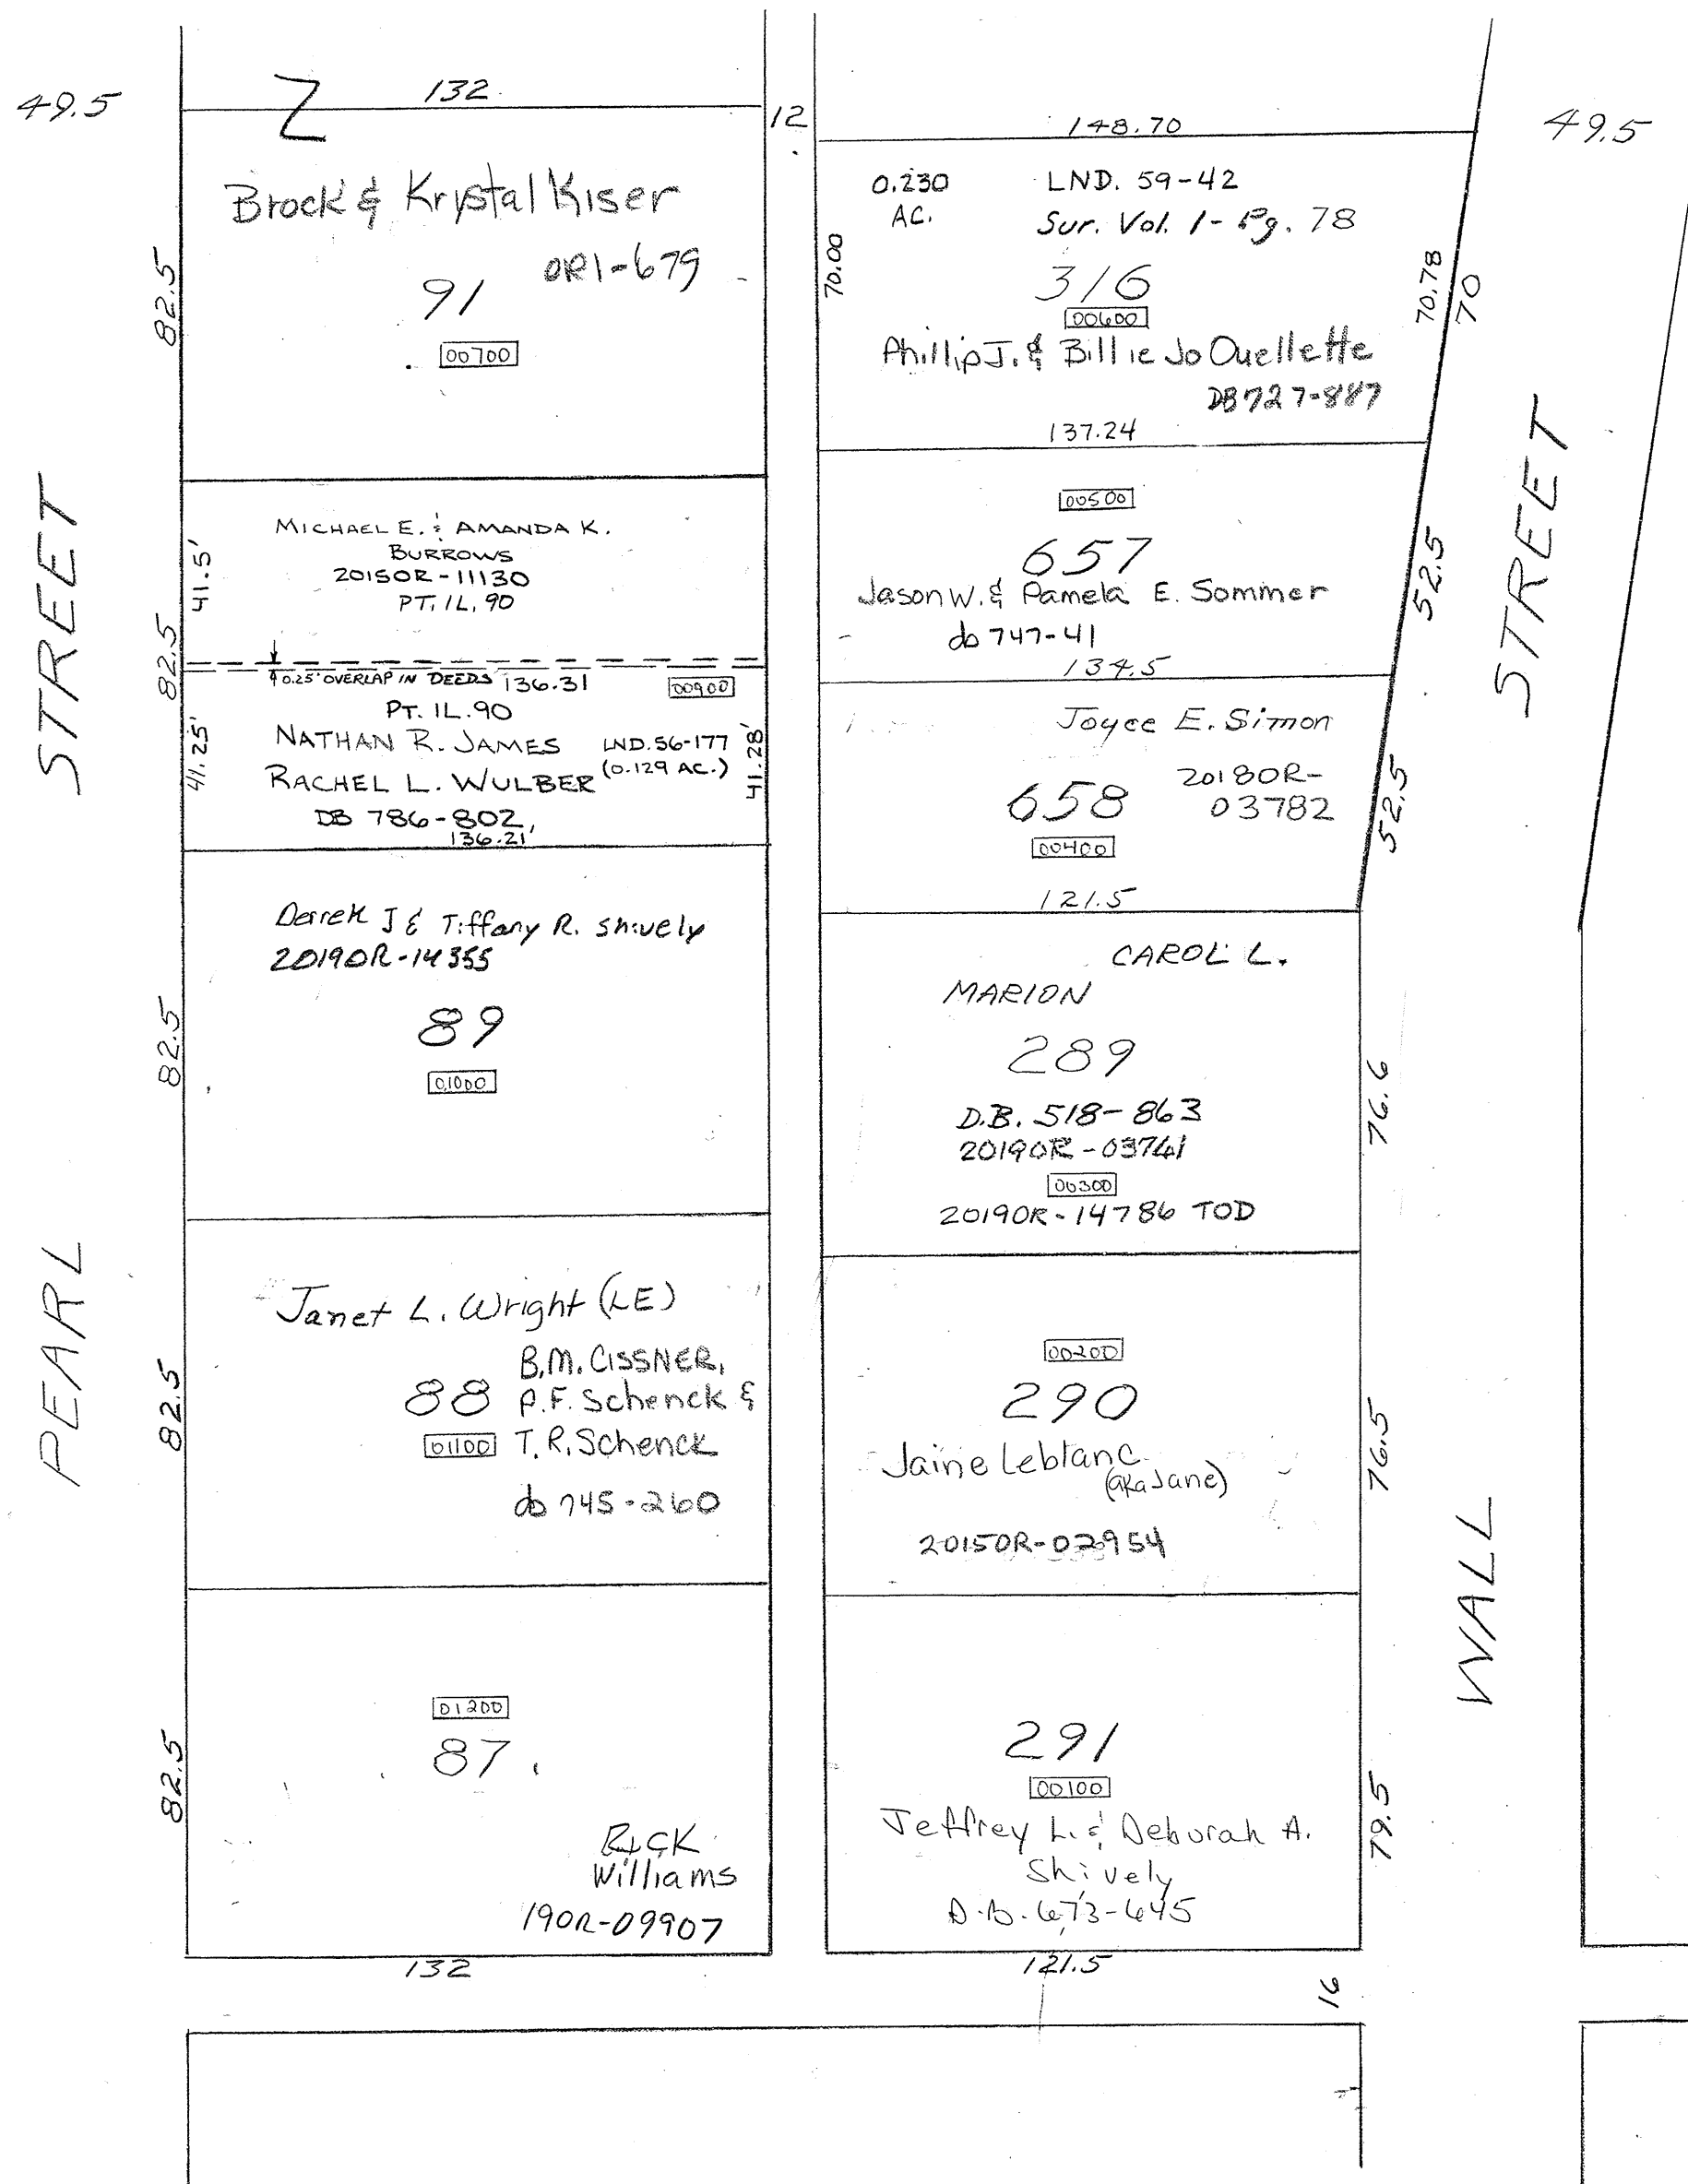 49.5
Z
132
12
148.70
49.5
Brock & Krystal Kiser
OR1-679
91
00700
82.5
0.230
AC.
LND. 59-42
Sur. Vol. 1-Pg. 78
316
00600
Phillip J. & Billie Jo Ouellette
DB 727-887
70.00
70.78
70
137.24
STREET
MICHAEL E. & AMANDA K.
BURROWS
2015OR-11130
PT. IL. 90
41.5'
82.5
0.25' OVERLAP IN DEEDS
136.31
00900
PT. IL. 90
NATHAN R. JAMES
RACHEL L. WULBER
LND. 56-177
(0.129 AC.)
DB 786-802
41.25'
41.28'
136.21'
00500
657
Jason W. & Pamela E. Sommer
db 747-41
52.5
134.5
STREET
Joyce E. Simon
658
2018OR-
03782
00400
52.5
121.5
Derrek J & Tiffany R. Shively
2019OR-14355
89
01000
82.5
CAROL L.
MARION
289
D.B. 518-863
2019OR-03741
00300
2019OR-14786 TOD
76.6
PEARL
Janet L. Wright (LE)
88
B.M. CISSNER,
P.F. Schenck &
T.R. Schenck
01100
db 745-260
82.5
00200
290
Jaine Leblanc
(aka Jane)
2015OR-02954
76.5
WALL
01200
87
Rick
Williams
19OR-09907
82.5
132
291
00100
Jeffrey L. & Deborah A.
Shively
D.B. 673-645
79.5
121.5
16